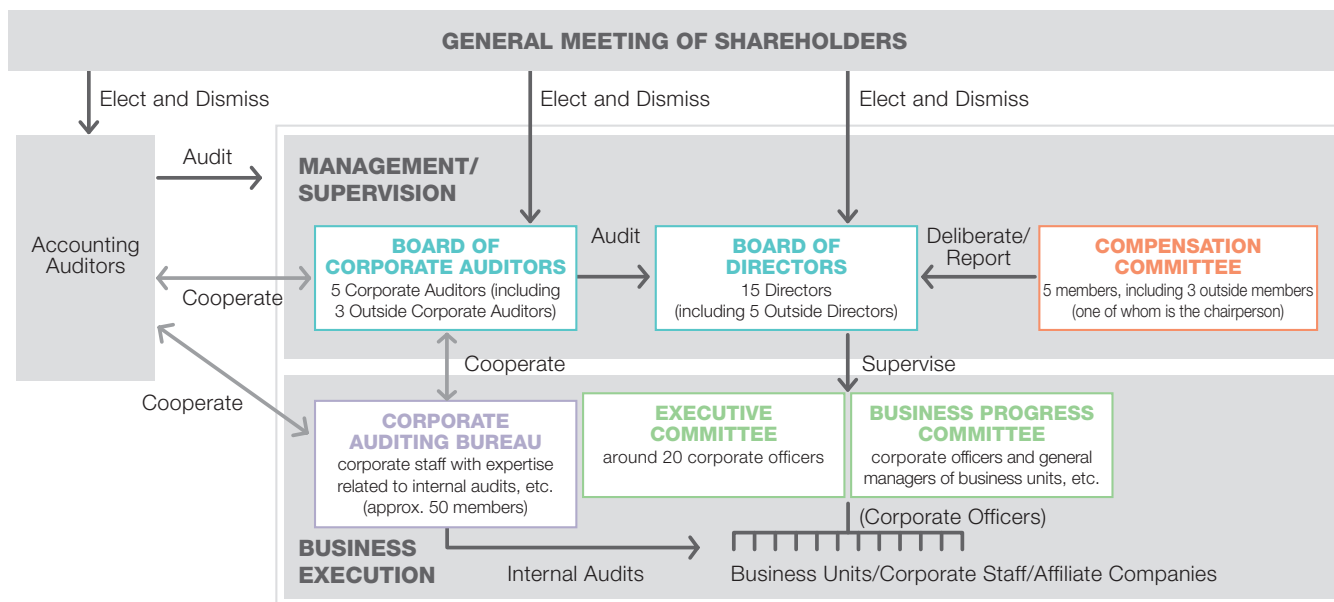 GENERAL MEETING OF SHAREHOLDERS
Elect and Dismiss
Elect and Dismiss
Elect and Dismiss
Accounting
Auditors
Audit
MANAGEMENT/
SUPERVISION
BOARD OF
CORPORATE AUDITORS
5 Corporate Auditors (including
3 Outside Corporate Auditors)
Audit
BOARD OF
DIRECTORS
15 Directors
(including 5 Outside Directors)
Deliberate/
Report
COMPENSATION
COMMITTEE
5 members, including 3 outside members
(one of whom is the chairperson)
Cooperate
Cooperate
Supervise
Cooperate
CORPORATE
AUDITING BUREAU
corporate staff with expertise
related to internal audits, etc.
(approx. 50 members)
EXECUTIVE
COMMITTEE
around 20 corporate officers
BUSINESS PROGRESS
COMMITTEE
corporate officers and general
managers of business units, etc.
(Corporate Officers)
BUSINESS
EXECUTION
Internal Audits
Business Units/Corporate Staff/Affiliate Companies